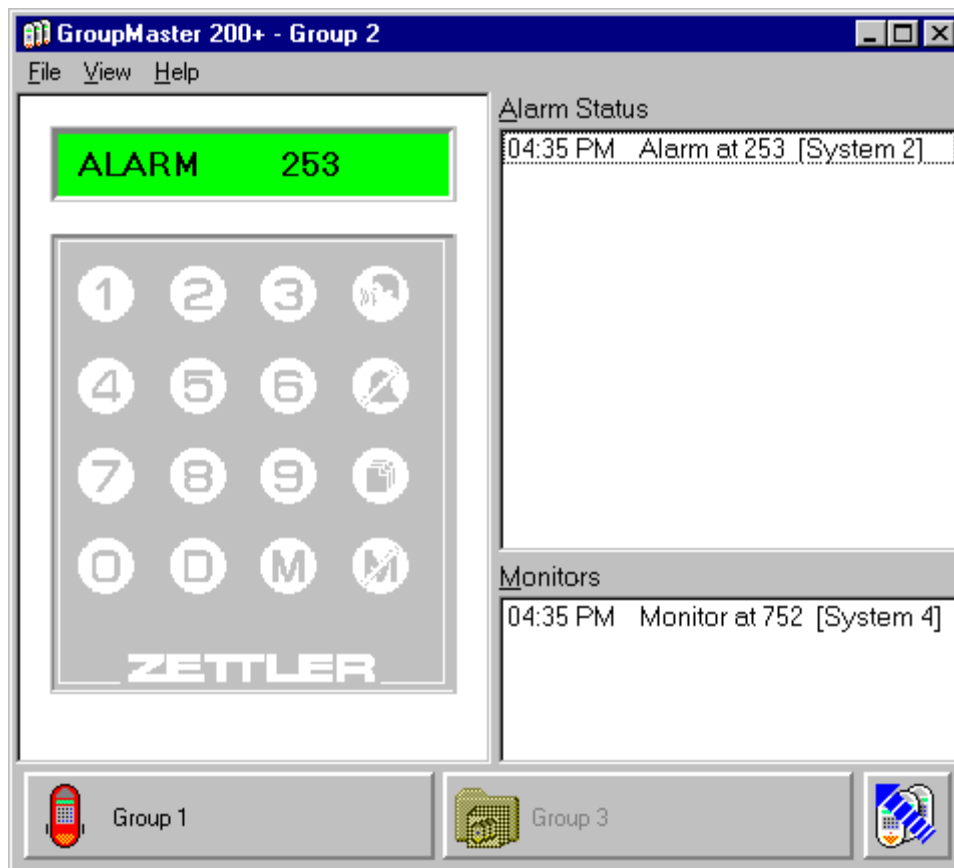 GroupMaster 200+ - Group 2
File View Help
ALARM 253
1 2 3
4 5 6
7 8 9
0 D M M
ZETTLER
Alarm Status
04:35 PM Alarm at 253 [System 2]
Monitors
04:35 PM Monitor at 752 [System 4]
Group 1
Group 3